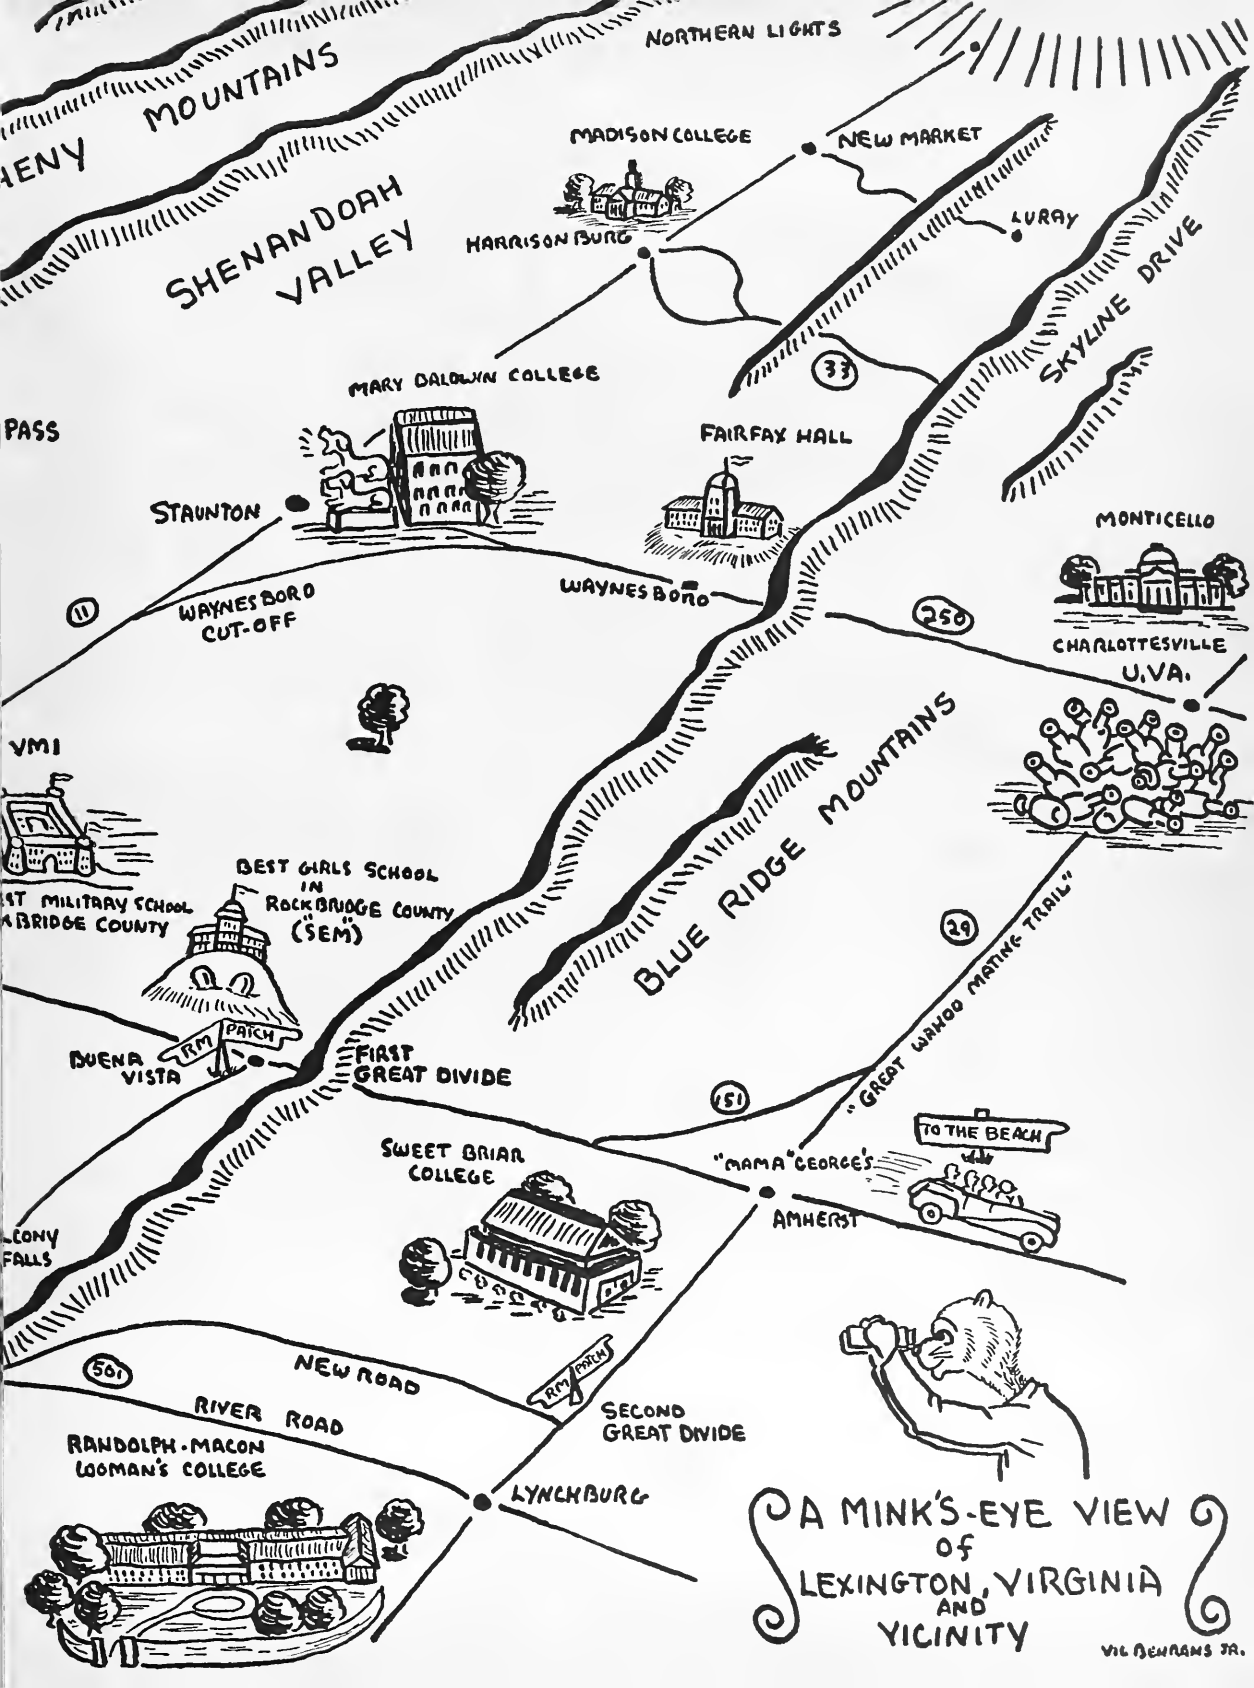 NORTHERN LIGHTS
MOUNTAINS
HENY
MADISON COLLEGE
NEW MARKET
SHENANDOAH
VALLEY
LURAY
HARRISONBURG
SKYLINE DRIVE
33
MARY BALDWIN COLLEGE
PASS
FAIRFAX HALL
STAUNTON
MONTICELLO
WAYNESBORO
11
WAYNESBORO
CUT-OFF
250
CHARLOTTESVILLE
U.VA.
VMI
BLUE RIDGE MOUNTAINS
BEST GIRLS SCHOOL
IN
ROCKBRIDGE COUNTY
("SEM")
ST MILITARY SCHOOL
KBRIDGE COUNTY
29
"GREAT WAHOO MATING TRAIL"
RM PATCH
BUENA
VISTA
FIRST
GREAT DIVIDE
151
TO THE BEACH
SWEET BRIAR
COLLEGE
"MAMA" GEORGE'S
AMHERST
LCONY
FALLS
501
NEW ROAD
RM PATCH
RIVER ROAD
SECOND
GREAT DIVIDE
RANDOLPH-MACON
WOMAN'S COLLEGE
LYNCHBURG
A MINK'S-EYE VIEW
of
LEXINGTON, VIRGINIA
AND
VICINITY
VIC BEHRANS JR.